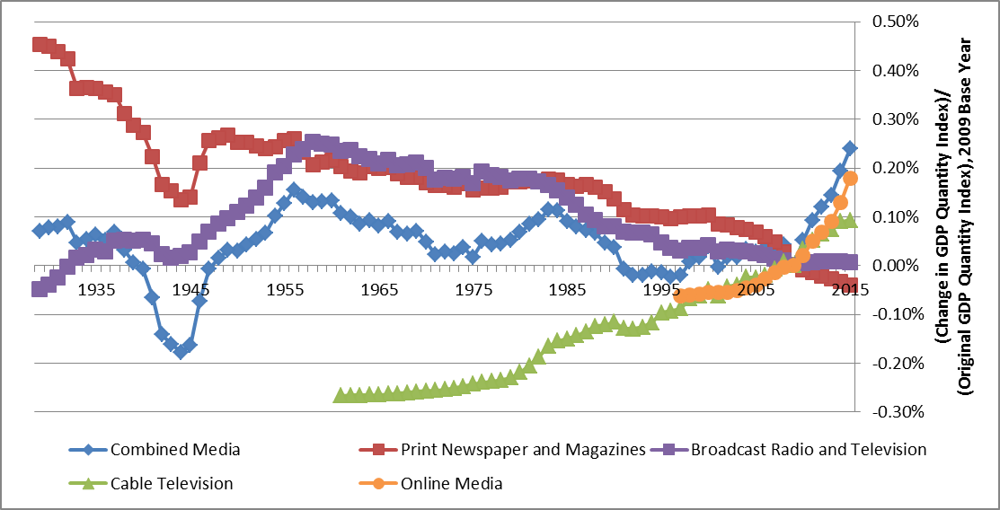 0.50%
0.40%
0.30%
0.20%
0.10%
0.00%
-0.10%
-0.20%
-0.30%
1935 1945 1955 1965 1975 1985 1995 2005 2015
(Change in GDP Quantity Index)/
(Original GDP Quantity Index), 2009 Base Year
Combined Media Print Newspaper and Magazines Broadcast Radio and Television
Cable Television Online Media